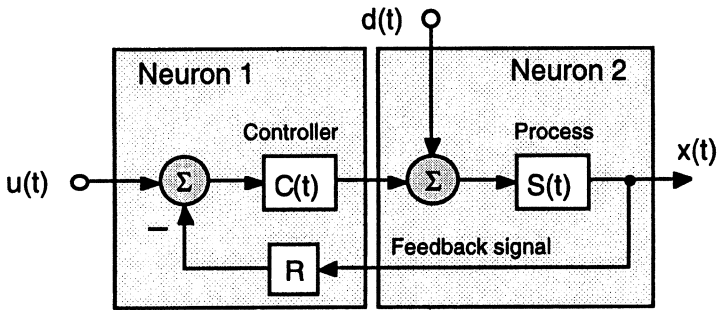 d(t)
Neuron 1
Neuron 2
Controller
Process
x(t)
u(t)
Σ
C(t)
Σ
S(t)
−
R
Feedback signal